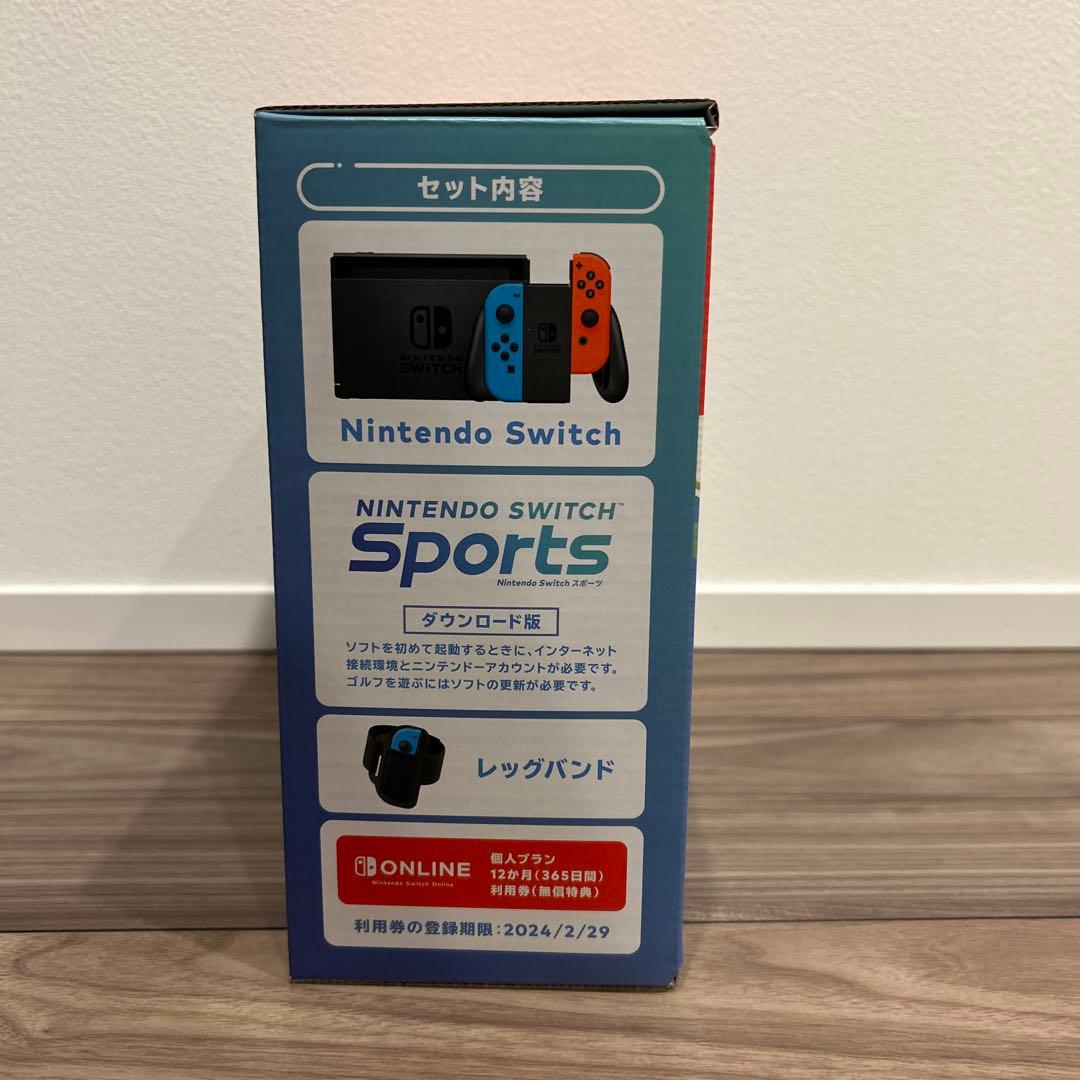 セット内容
NINTENDO
SWITCH
NINTENDO
SWITCH
Nintendo Switch
NINTENDO SWITCH™
Sports
Nintendo Switch スポーツ
ダウンロード版
ソフトを初めて起動するときに、インターネット
接続環境とニンテンドーアカウントが必要です。
ゴルフを遊ぶにはソフトの更新が必要です。
レッグバンド
ONLINE
Nintendo Switch Online
個人プラン
12か月(365日間)
利用券(無償特典)
利用券の登録期限:2024/2/29